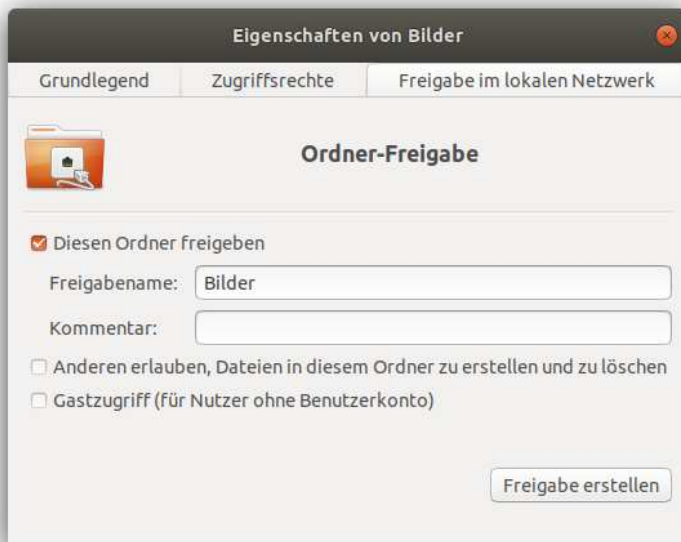 Eigenschaften von Bilder
Grundlegend
Zugriffsrechte
Freigabe im lokalen Netzwerk
Ordner-Freigabe
Diesen Ordner freigeben
Freigabename: Bilder
Kommentar:
Anderen erlauben, Dateien in diesem Ordner zu erstellen und zu löschen
Gastzugriff (für Nutzer ohne Benutzerkonto)
Freigabe erstellen